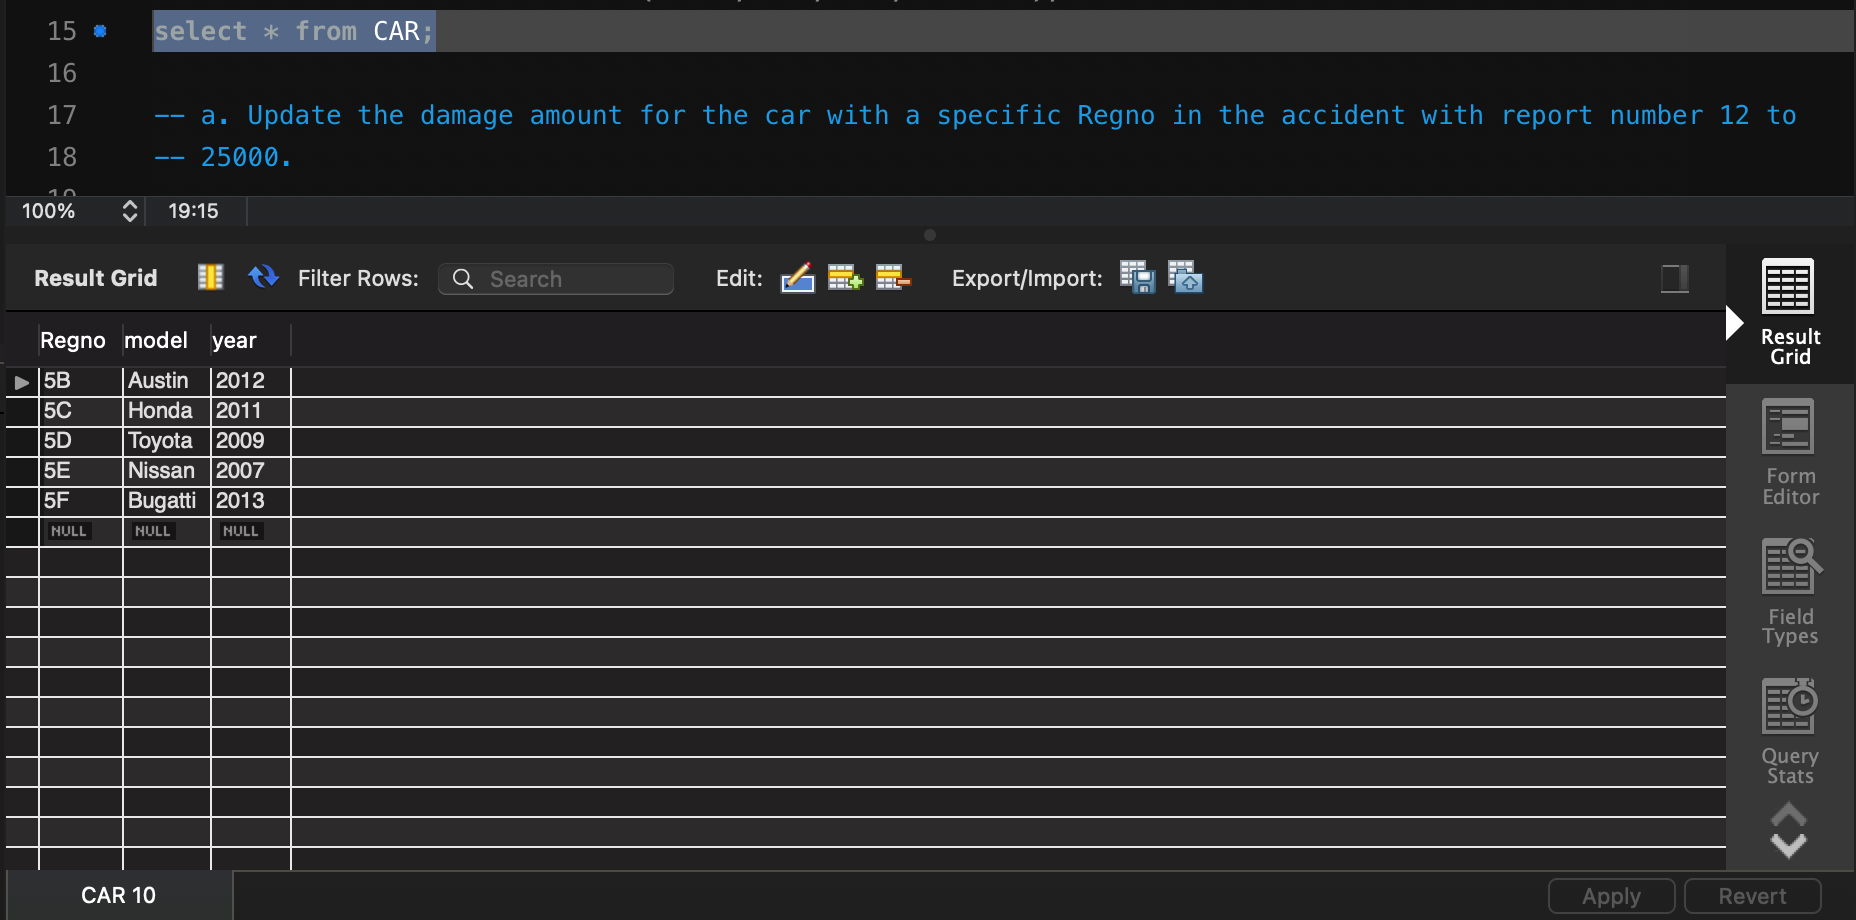 15 select * from CAR;
16
17 -- a. Update the damage amount for the car with a specific Regno in the accident with report number 12 to
18 -- 25000.
100% 19:15
Result Grid Filter Rows: Search Edit: Export/Import:
Regno model year
5B Austin 2012
5C Honda 2011
5D Toyota 2009
5E Nissan 2007
5F Bugatti 2013
NULL NULL NULL
Result
Grid
Form
Editor
Field
Types
Query
Stats
CAR 10 Apply Revert